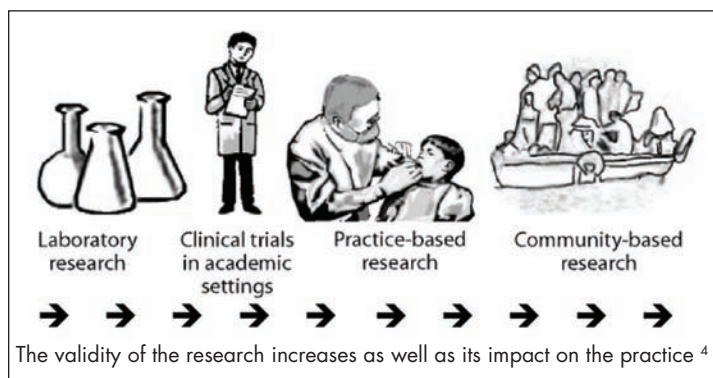 Laboratory research
Clinical trials in academic settings
Practice-based research
Community-based research
The validity of the research increases as well as its impact on the practice 4